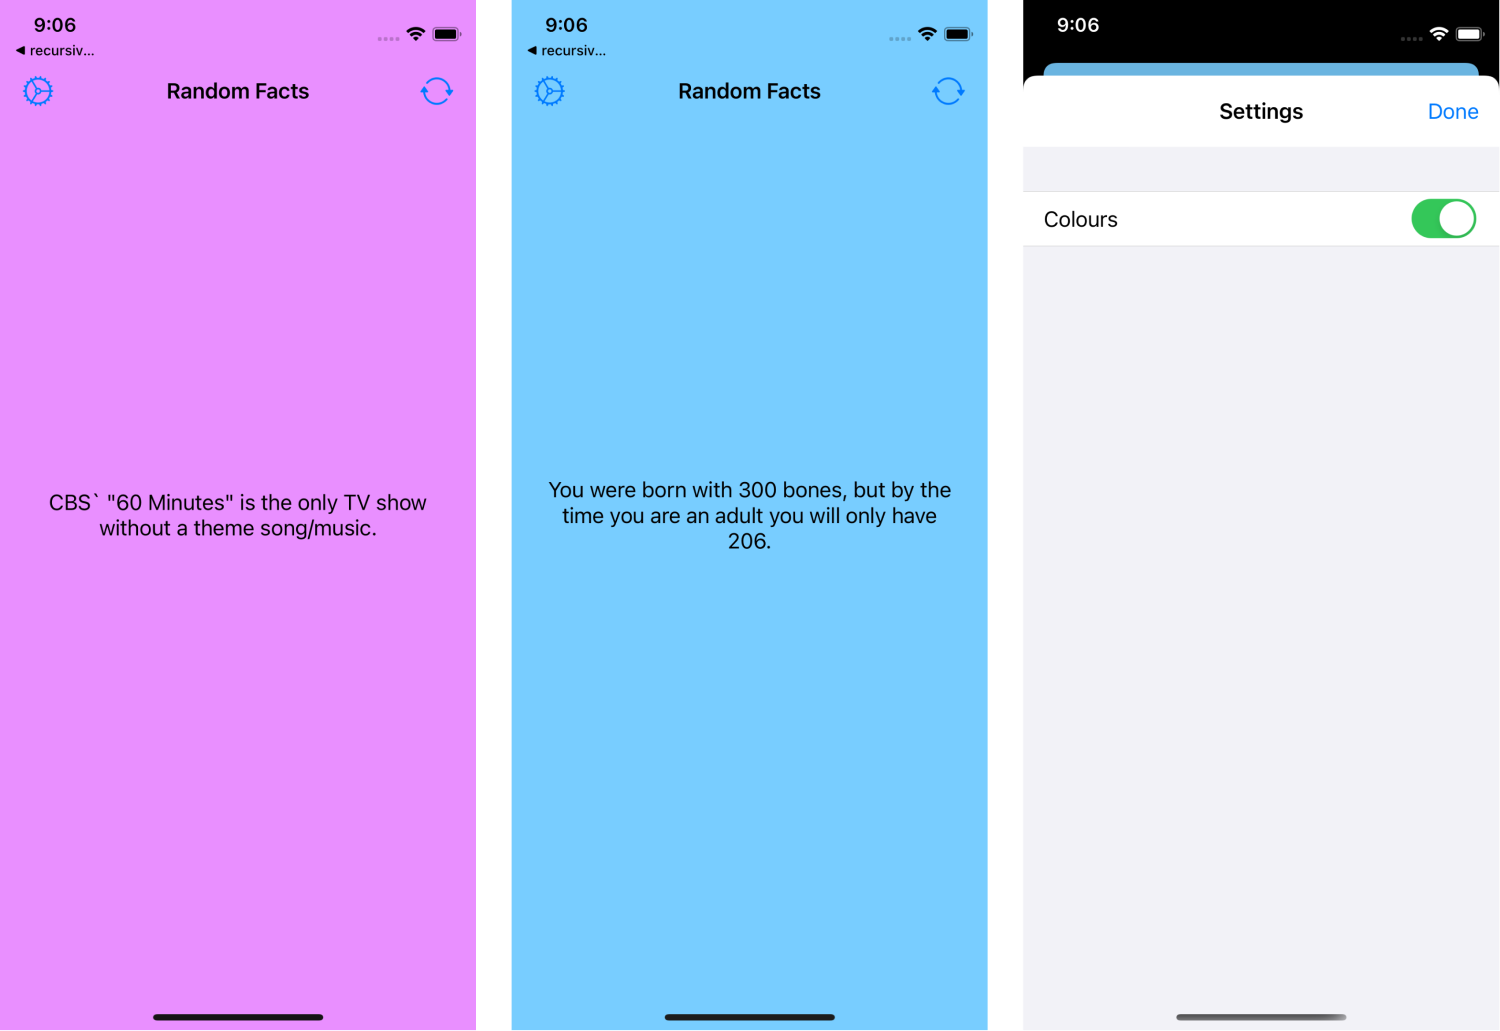 9:06
◀ recursiv...
Random Facts
CBS` "60 Minutes" is the only TV show
without a theme song/music.
9:06
◀ recursiv...
Random Facts
You were born with 300 bones, but by the
time you are an adult you will only have
206.
9:06
Settings
Done
Colours